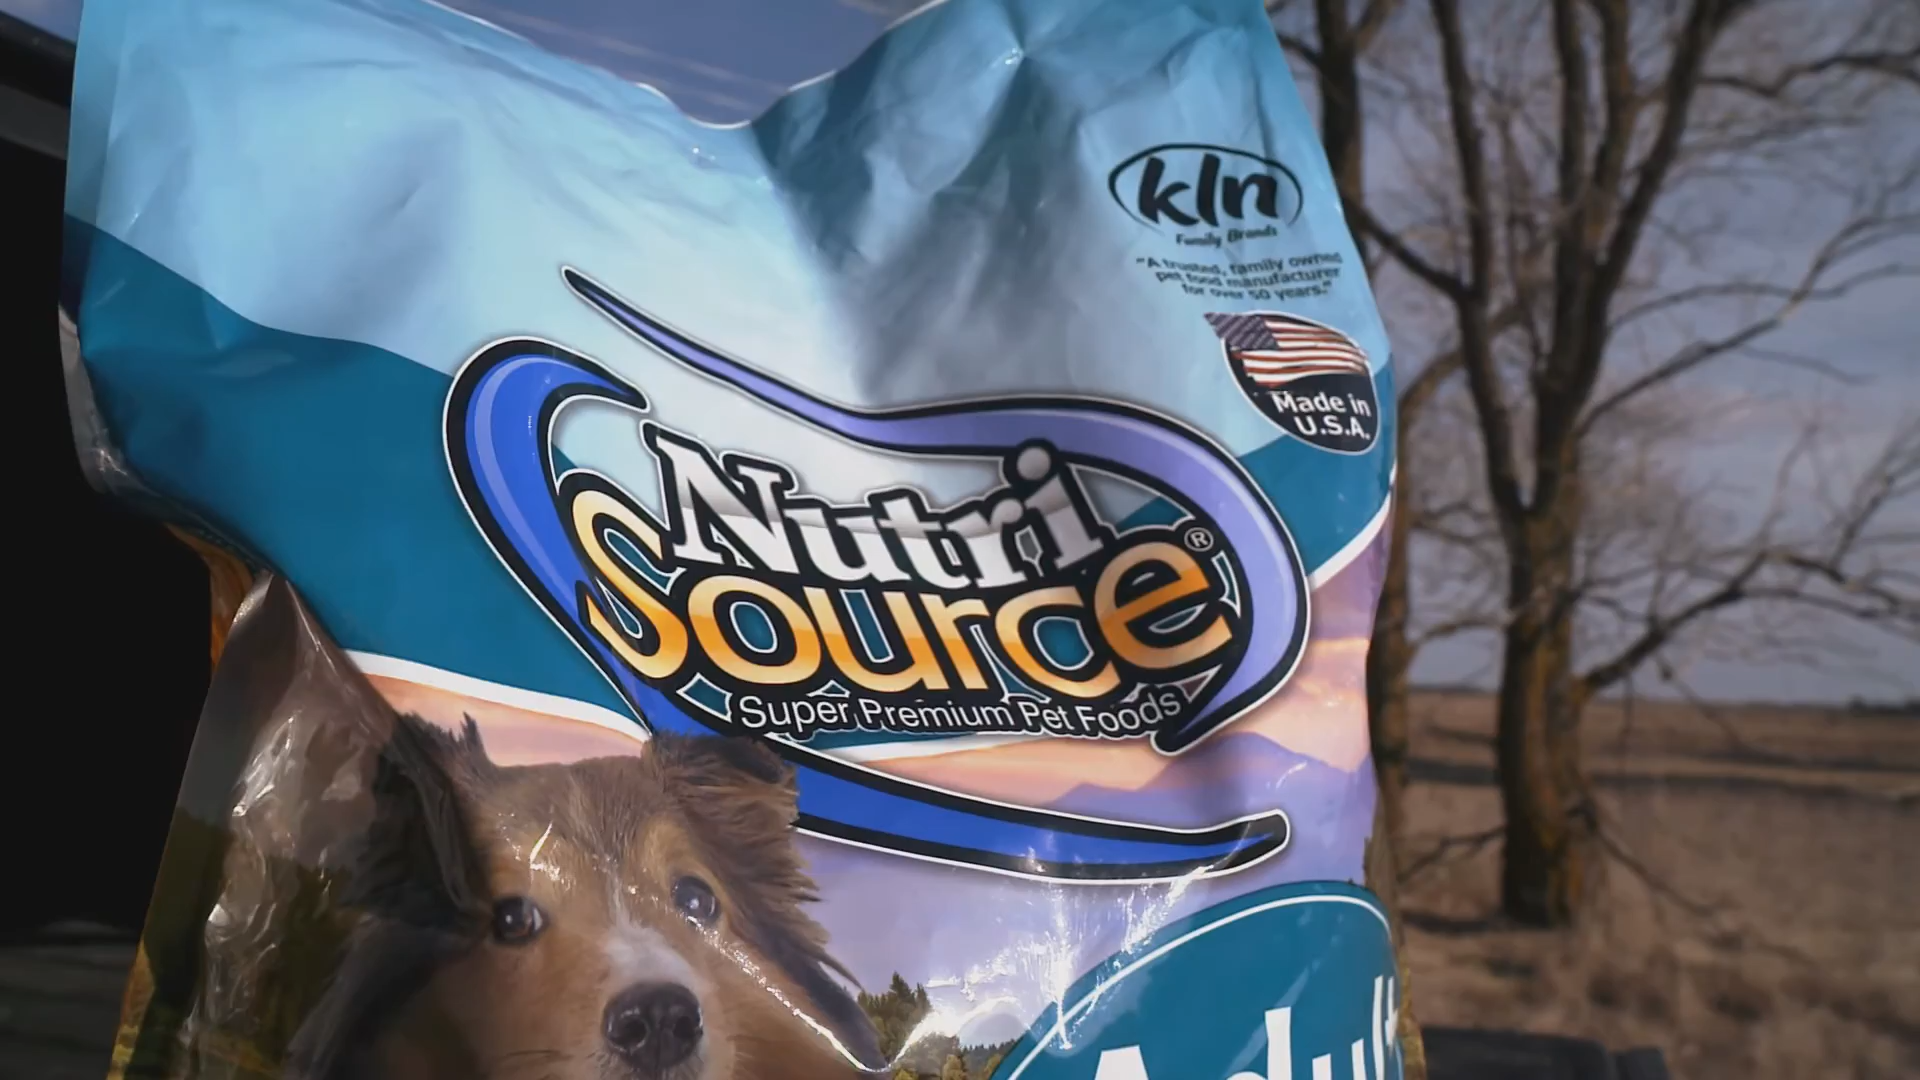 kln
Family Brands
"A trusted, family owned
pet food manufacturer
for over 50 years."
Made in
U.S.A.
Nutri
Source®
Super Premium Pet Foods
Adult